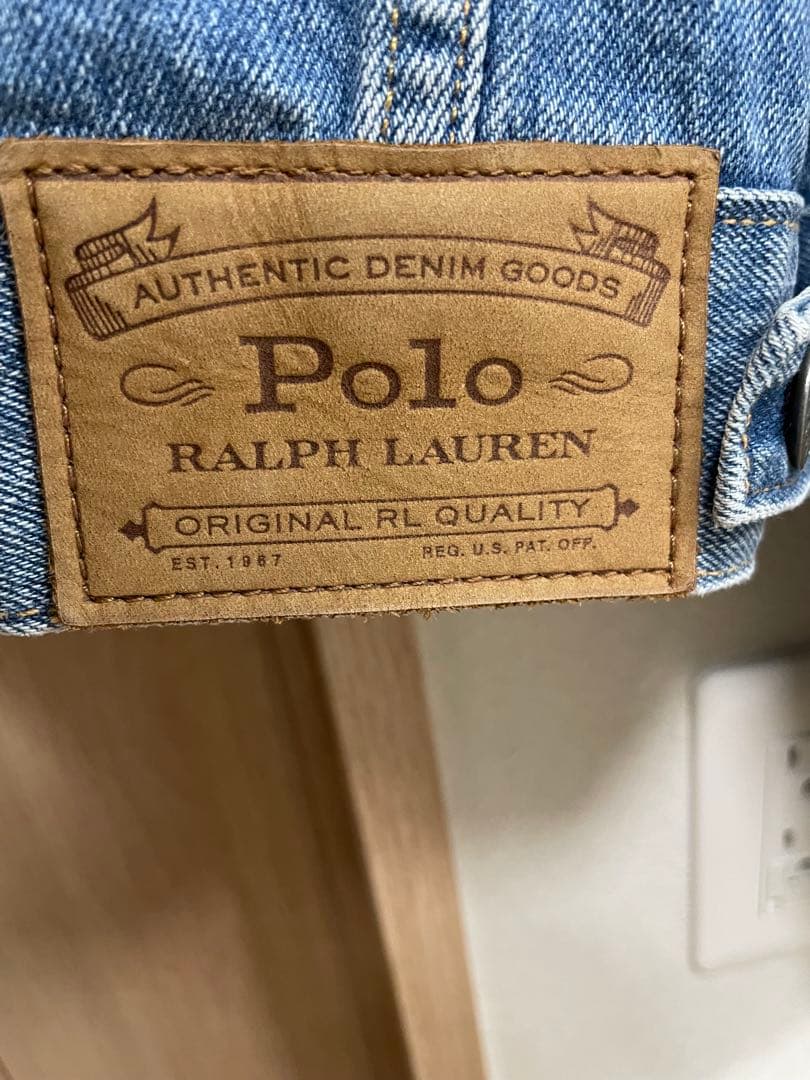 AUTHENTIC DENIM GOODS
Polo
RALPH LAUREN
ORIGINAL RL QUALITY
EST. 1967
REG. U.S. PAT. OFF.